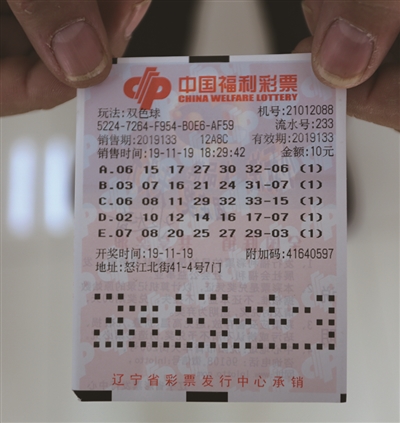 中国福利彩票
CHINA WELFARE LOTTERY
玩法:双色球 机号:21012088
5224-7264-F954-B0E6-AF59 流水号:233
销售期:2019133 12A8C 有效期:2019133
销售时间:19-11-19 18:29:42 金额:10元
A.06 15 17 27 30 32-06 (1)
B.03 07 16 21 24 31-07 (1)
C.06 08 11 29 32 33-15 (1)
D.02 10 12 14 16 17-07 (1)
E.07 08 20 25 27 29-03 (1)
开奖时间:19-11-19 附加码:41640597
地址:怒江北街41-4号7门
辽宁省彩票发行中心承销